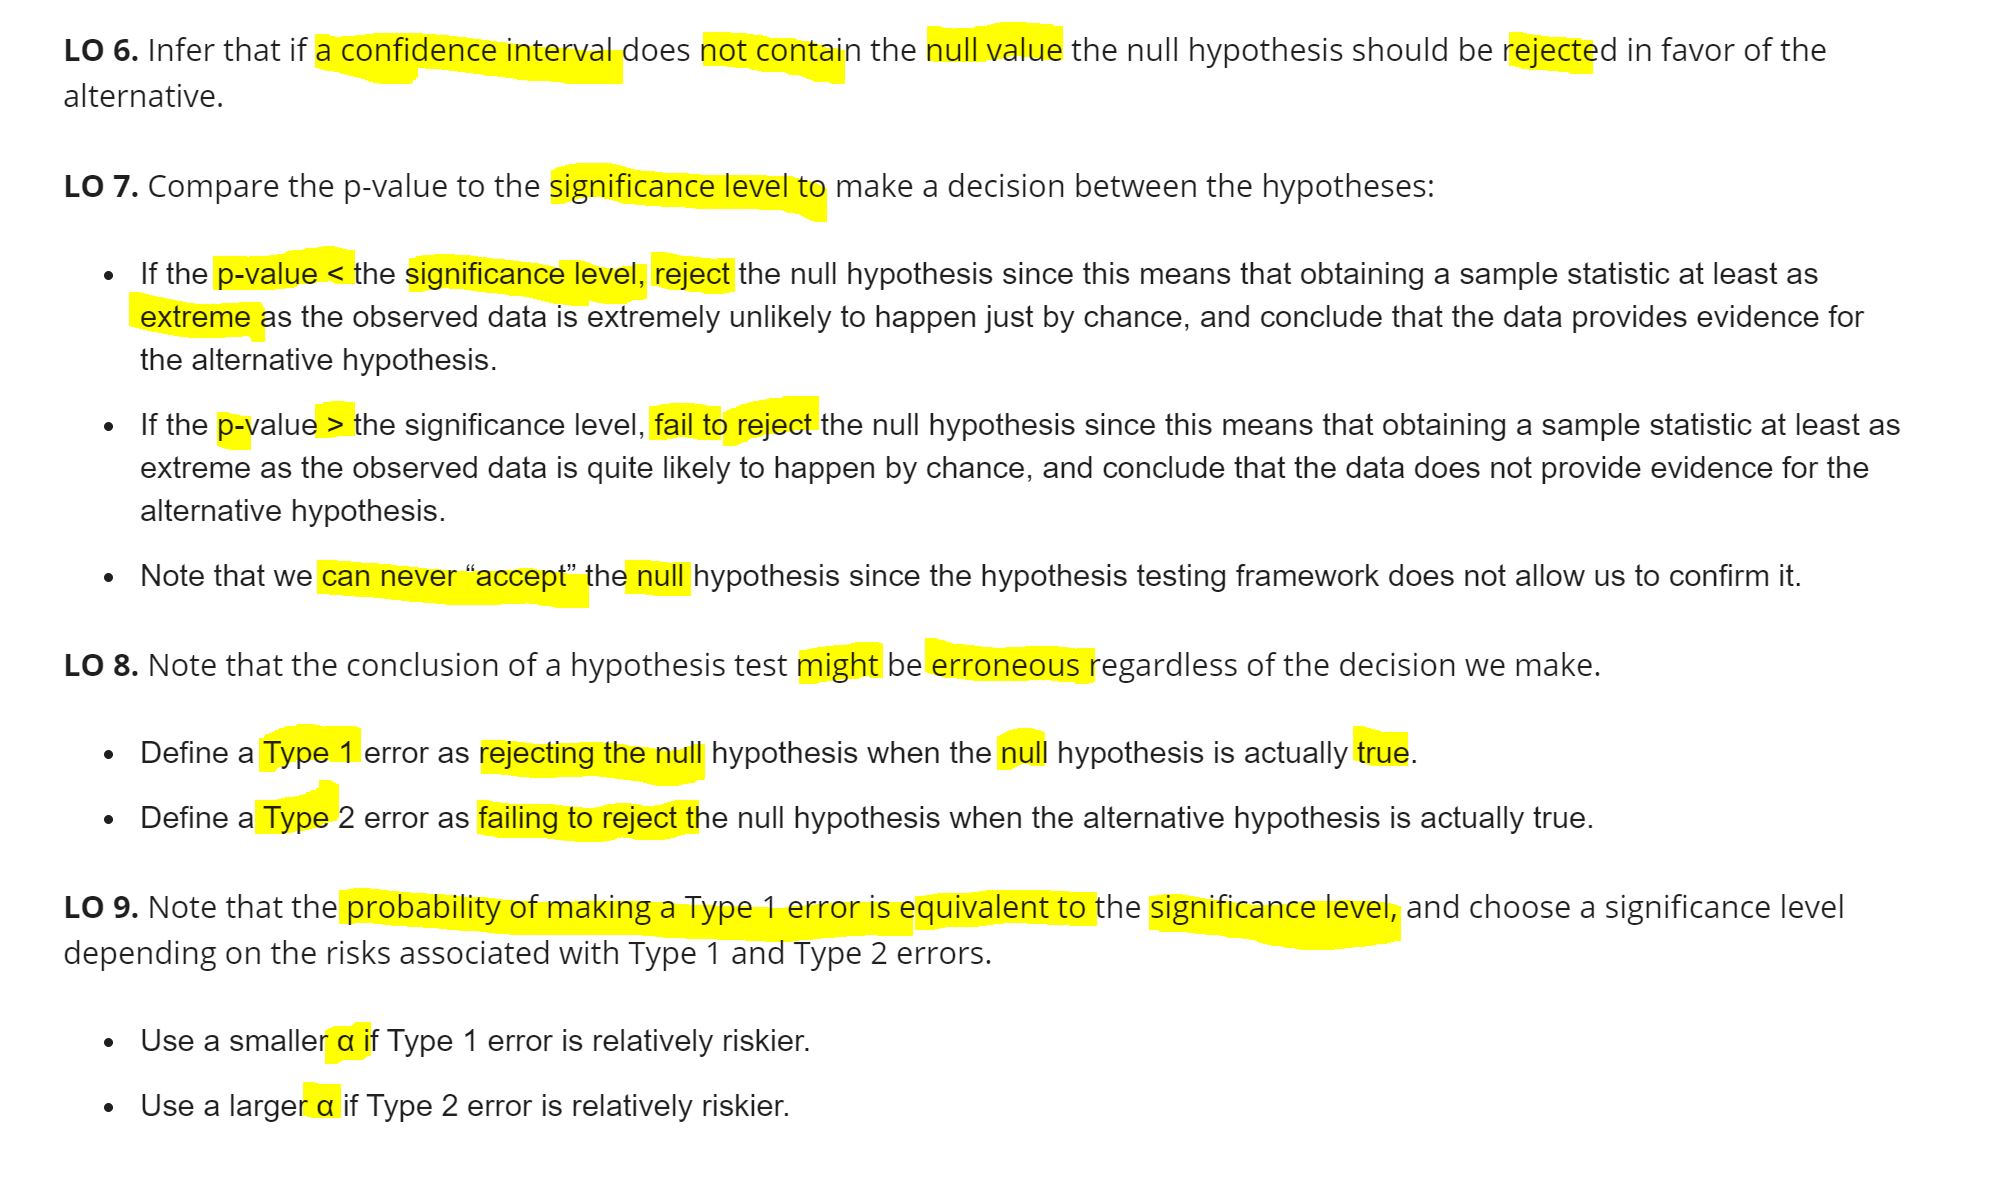 LO 6. Infer that if a confidence interval does not contain the null value the null hypothesis should be rejected in favor of the
alternative.
LO 7. Compare the p-value to the significance level to make a decision between the hypotheses:
• If the p-value < the significance level, reject the null hypothesis since this means that obtaining a sample statistic at least as
extreme as the observed data is extremely unlikely to happen just by chance, and conclude that the data provides evidence for
the alternative hypothesis.
• If the p-value > the significance level, fail to reject the null hypothesis since this means that obtaining a sample statistic at least as
extreme as the observed data is quite likely to happen by chance, and conclude that the data does not provide evidence for the
alternative hypothesis.
• Note that we can never “accept” the null hypothesis since the hypothesis testing framework does not allow us to confirm it.
LO 8. Note that the conclusion of a hypothesis test might be erroneous regardless of the decision we make.
• Define a Type 1 error as rejecting the null hypothesis when the null hypothesis is actually true.
• Define a Type 2 error as failing to reject the null hypothesis when the alternative hypothesis is actually true.
LO 9. Note that the probability of making a Type 1 error is equivalent to the significance level, and choose a significance level
depending on the risks associated with Type 1 and Type 2 errors.
• Use a smaller α if Type 1 error is relatively riskier.
• Use a larger α if Type 2 error is relatively riskier.